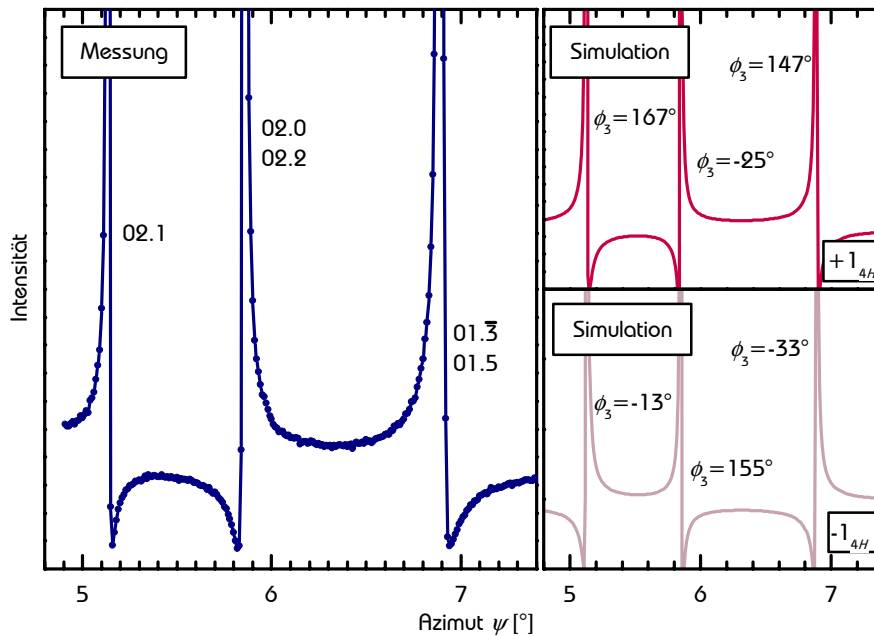 Messung
02.0
02.2
02.1
01.3̅
01.5
Intensität
5
6
7
Simulation
ϕ₃=147°
ϕ₃=167°
ϕ₃=-25°
+1₄H
Simulation
ϕ₃=-33°
ϕ₃=-13°
ϕ₃=155°
-1₄H
5
6
7
Azimut ψ [°]